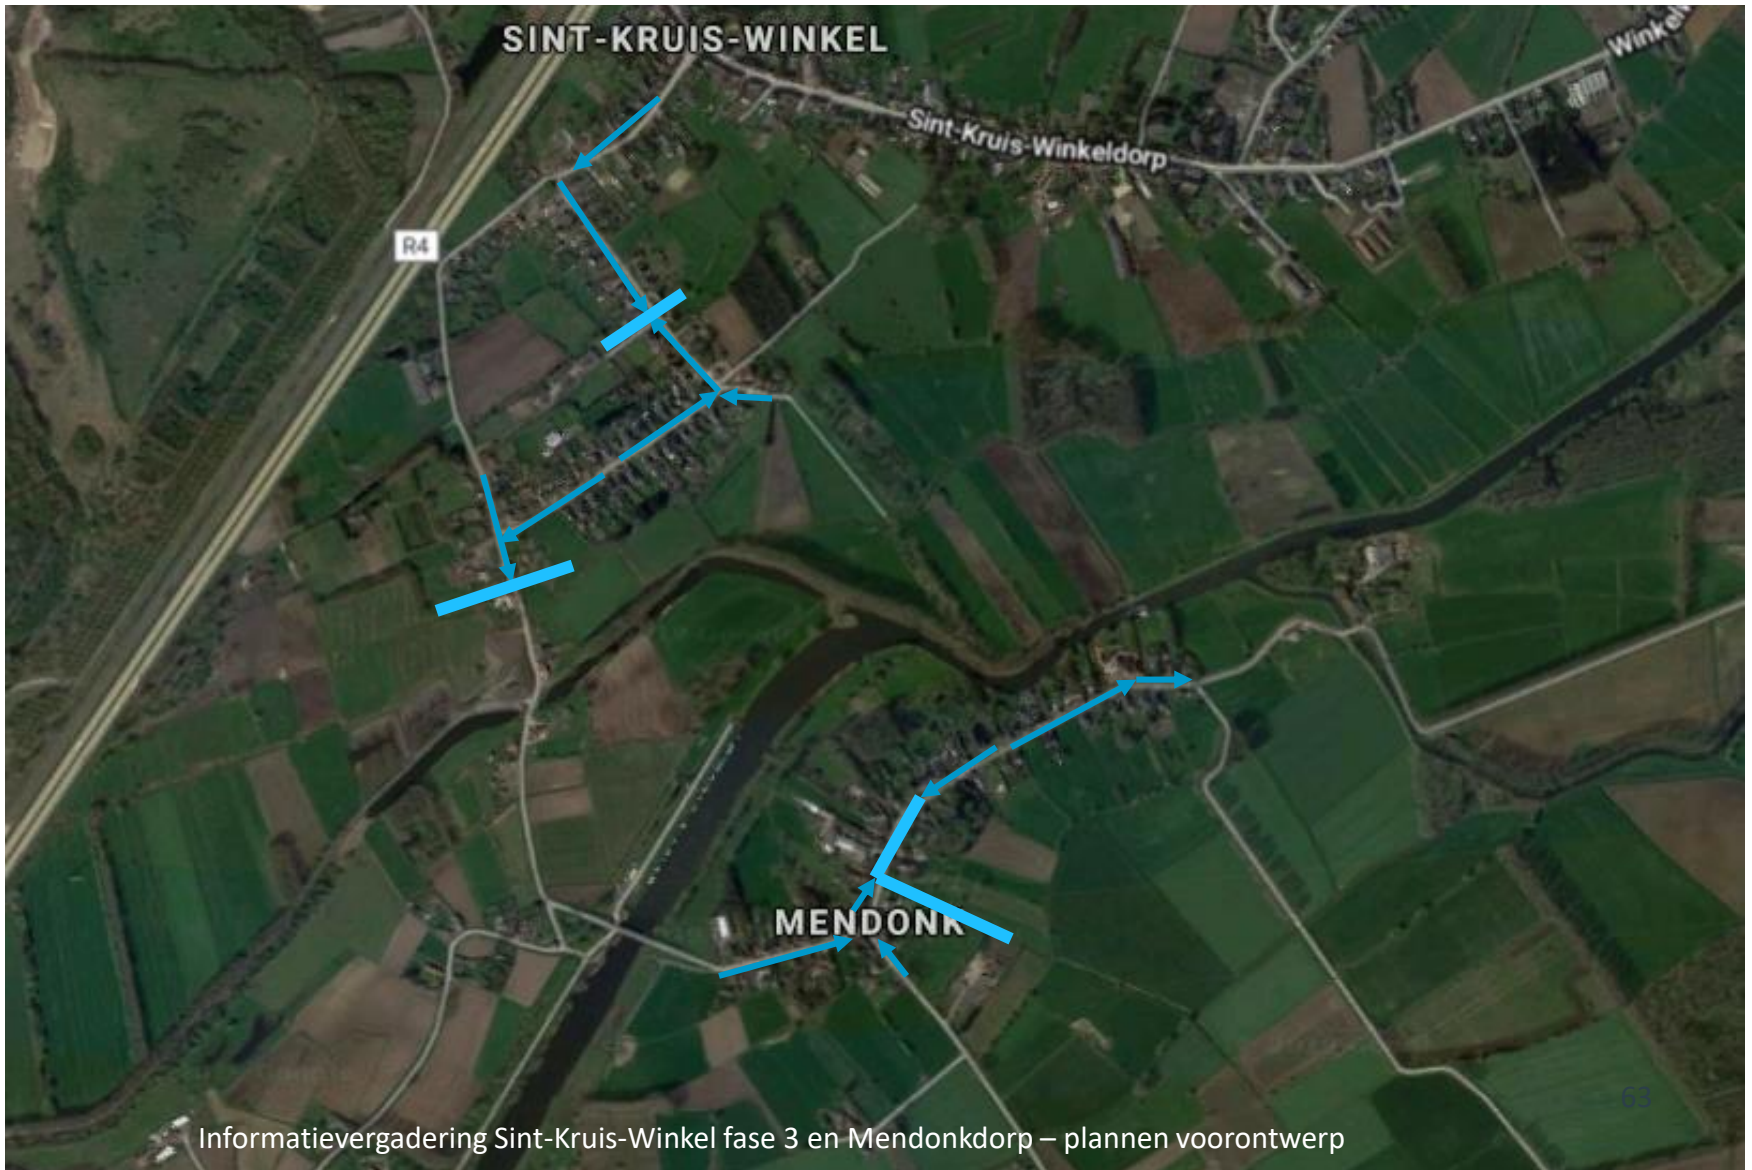 SINT-KRUIS-WINKEL
Sint-Kruis-Winkeldorp
R4
MENDONK
63
Informatievergadering Sint-Kruis-Winkel fase 3 en Mendonkdorp – plannen voorontwerp